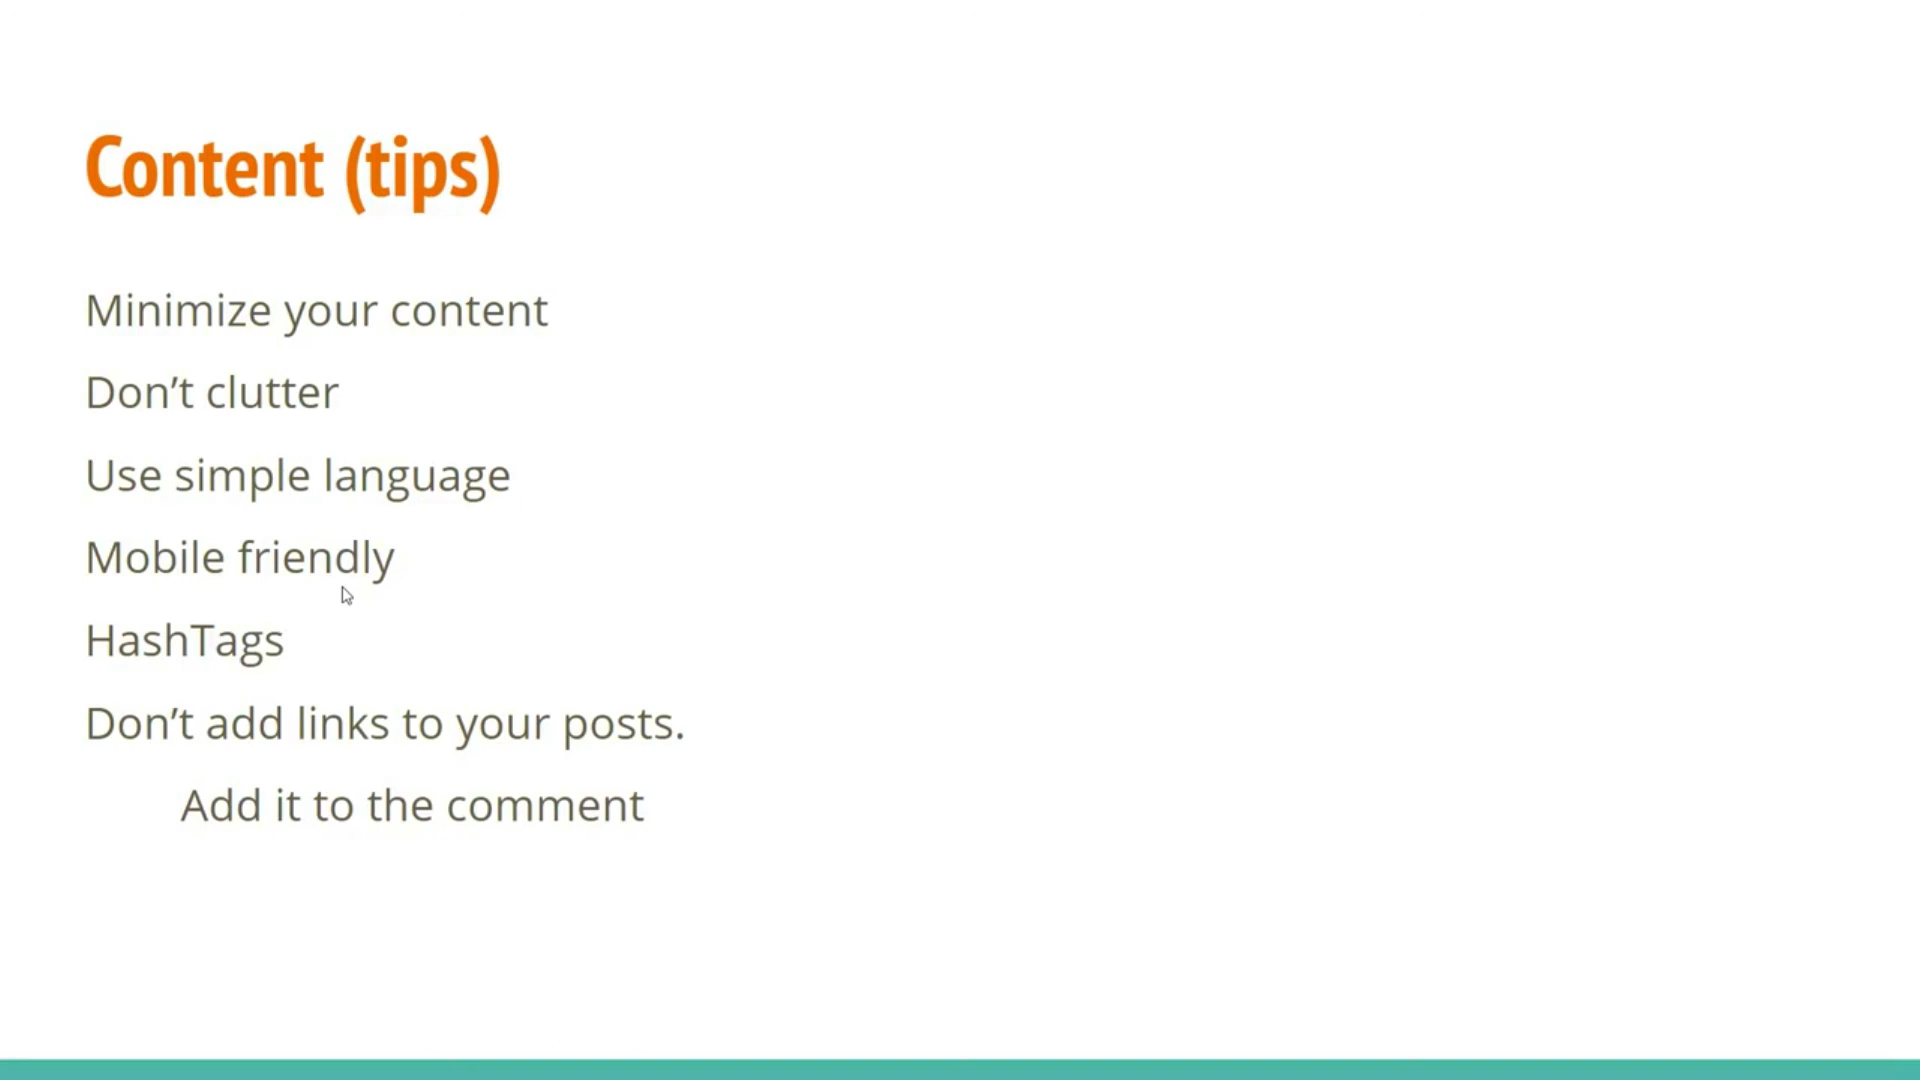 Content (tips)
Minimize your content
Don’t clutter
Use simple language
Mobile friendly
HashTags
Don’t add links to your posts.
Add it to the comment